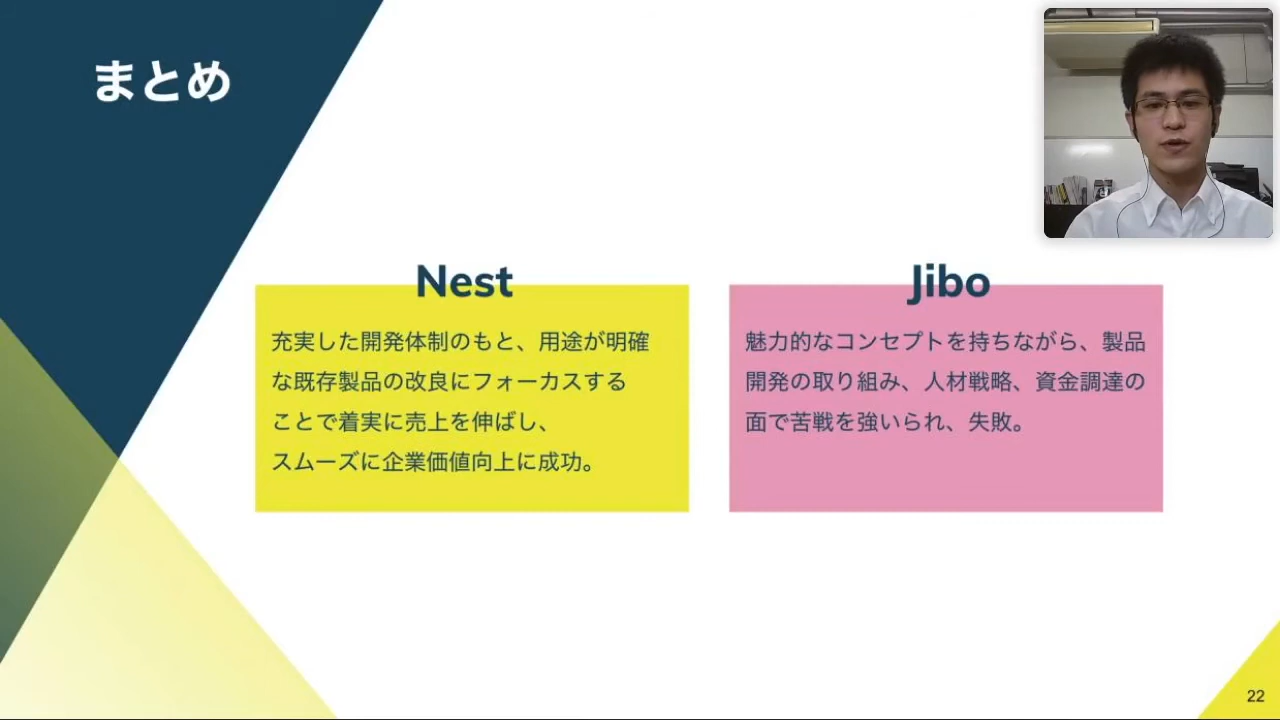 まとめ
Nest
充実した開発体制のもと、用途が明確
な既存製品の改良にフォーカスする
ことで着実に売上を伸ばし、
スムーズに企業価値向上に成功。
Jibo
魅力的なコンセプトを持ちながら、製品
開発の取り組み、人材戦略、資金調達の
面で苦戦を強いられ、失敗。
22